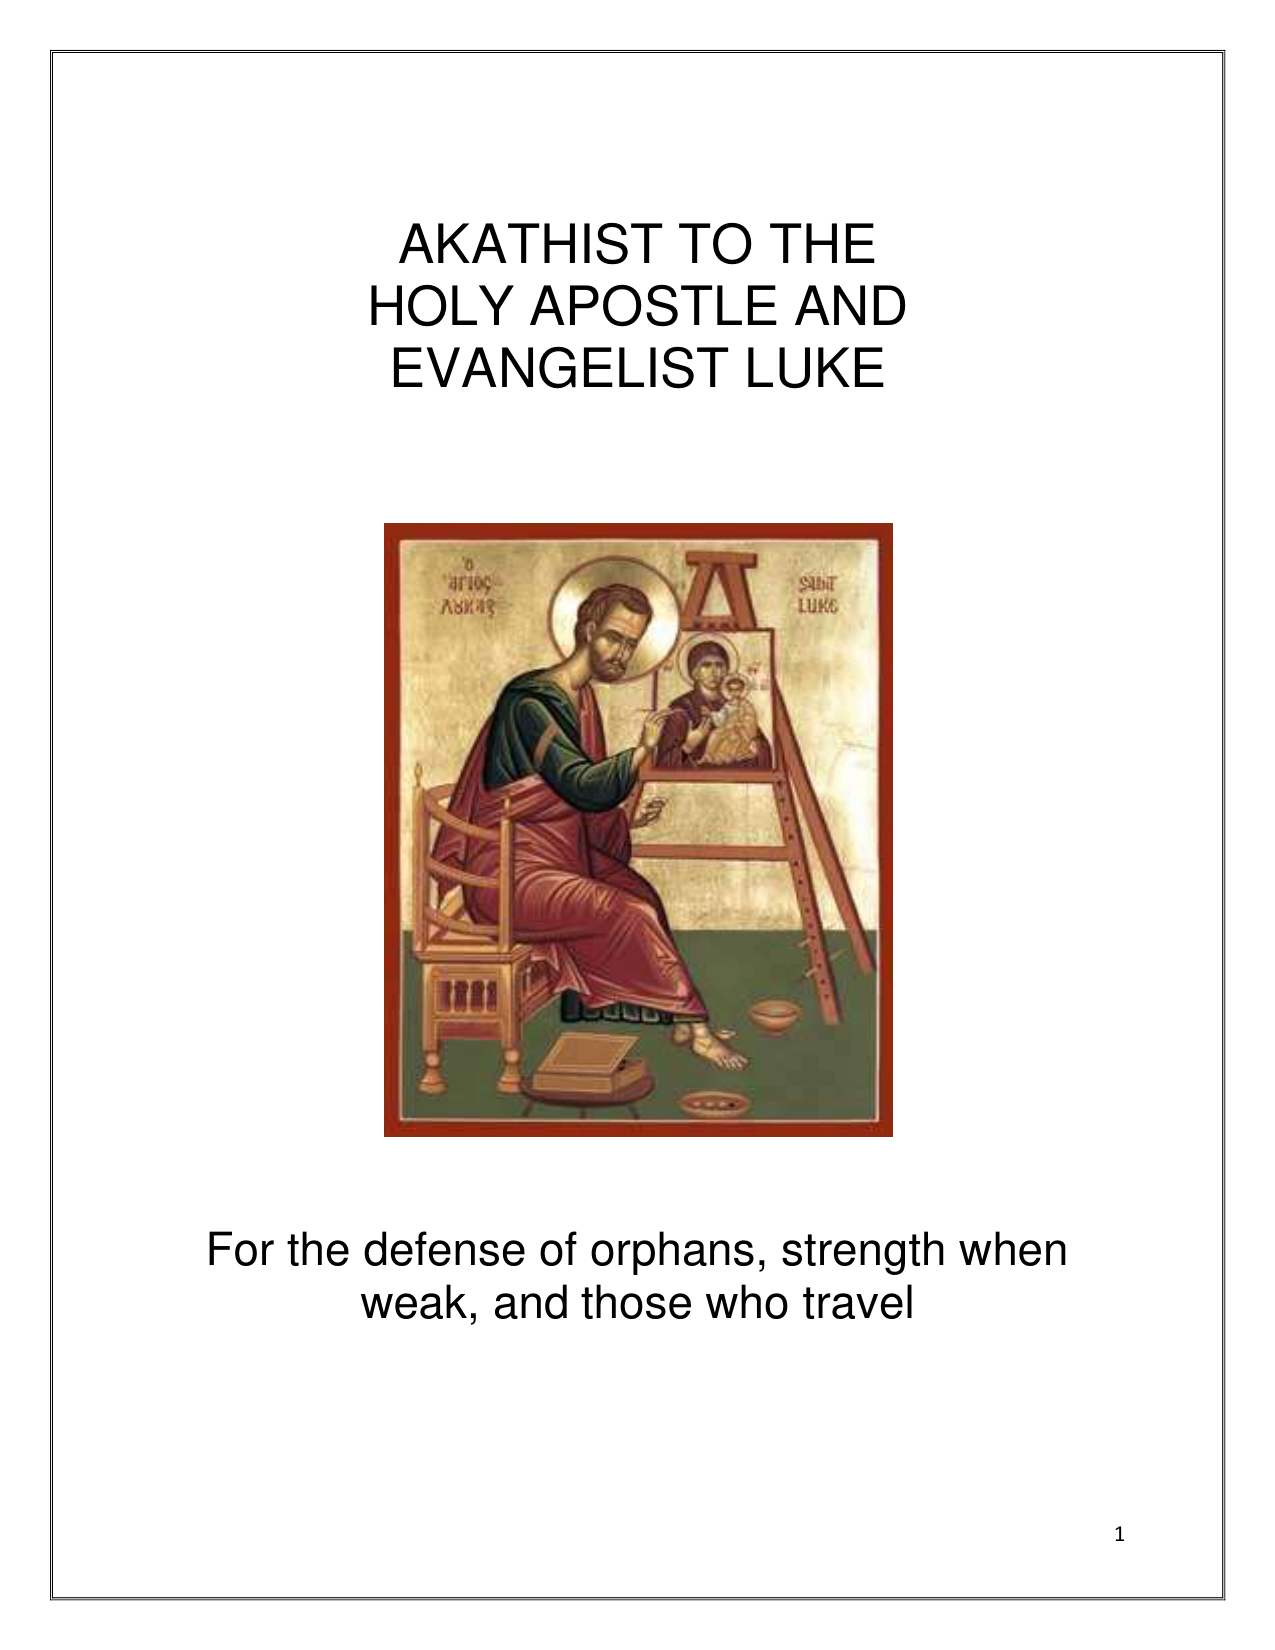 AKATHIST TO THE
HOLY APOSTLE AND
EVANGELIST LUKE
Ὁ
ἍΓΙΟς
ΛȣΚΑς
SAINT
LUKE
For the defense of orphans, strength when
weak, and those who travel
1